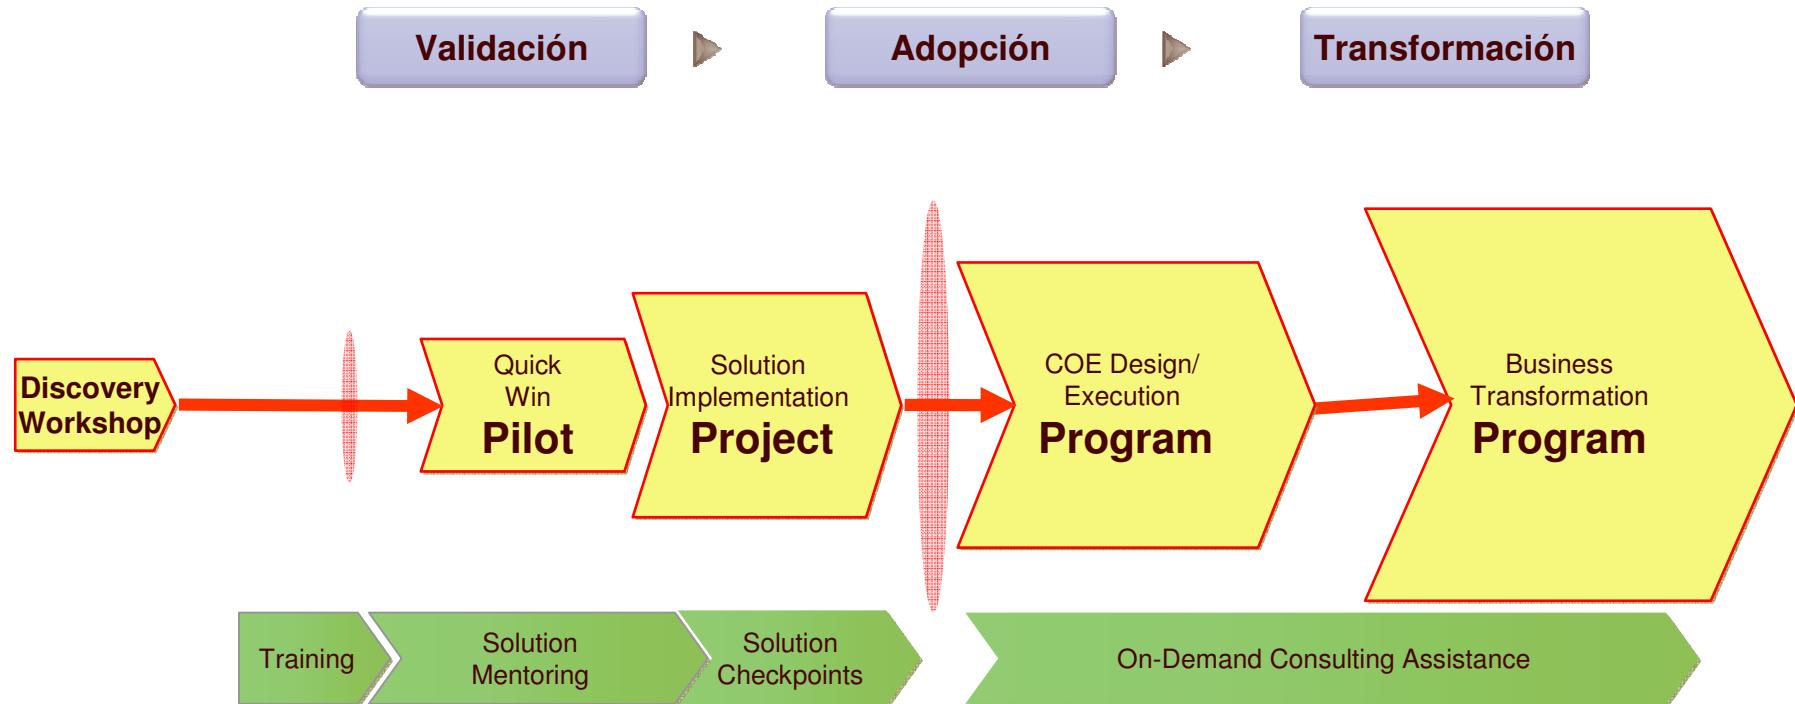 Validación
Adopción
Transformación
Discovery
Workshop
Quick
Win
Pilot
Solution
Implementation
Project
COE Design/
Execution
Program
Business
Transformation
Program
Training
Solution
Mentoring
Solution
Checkpoints
On-Demand Consulting Assistance